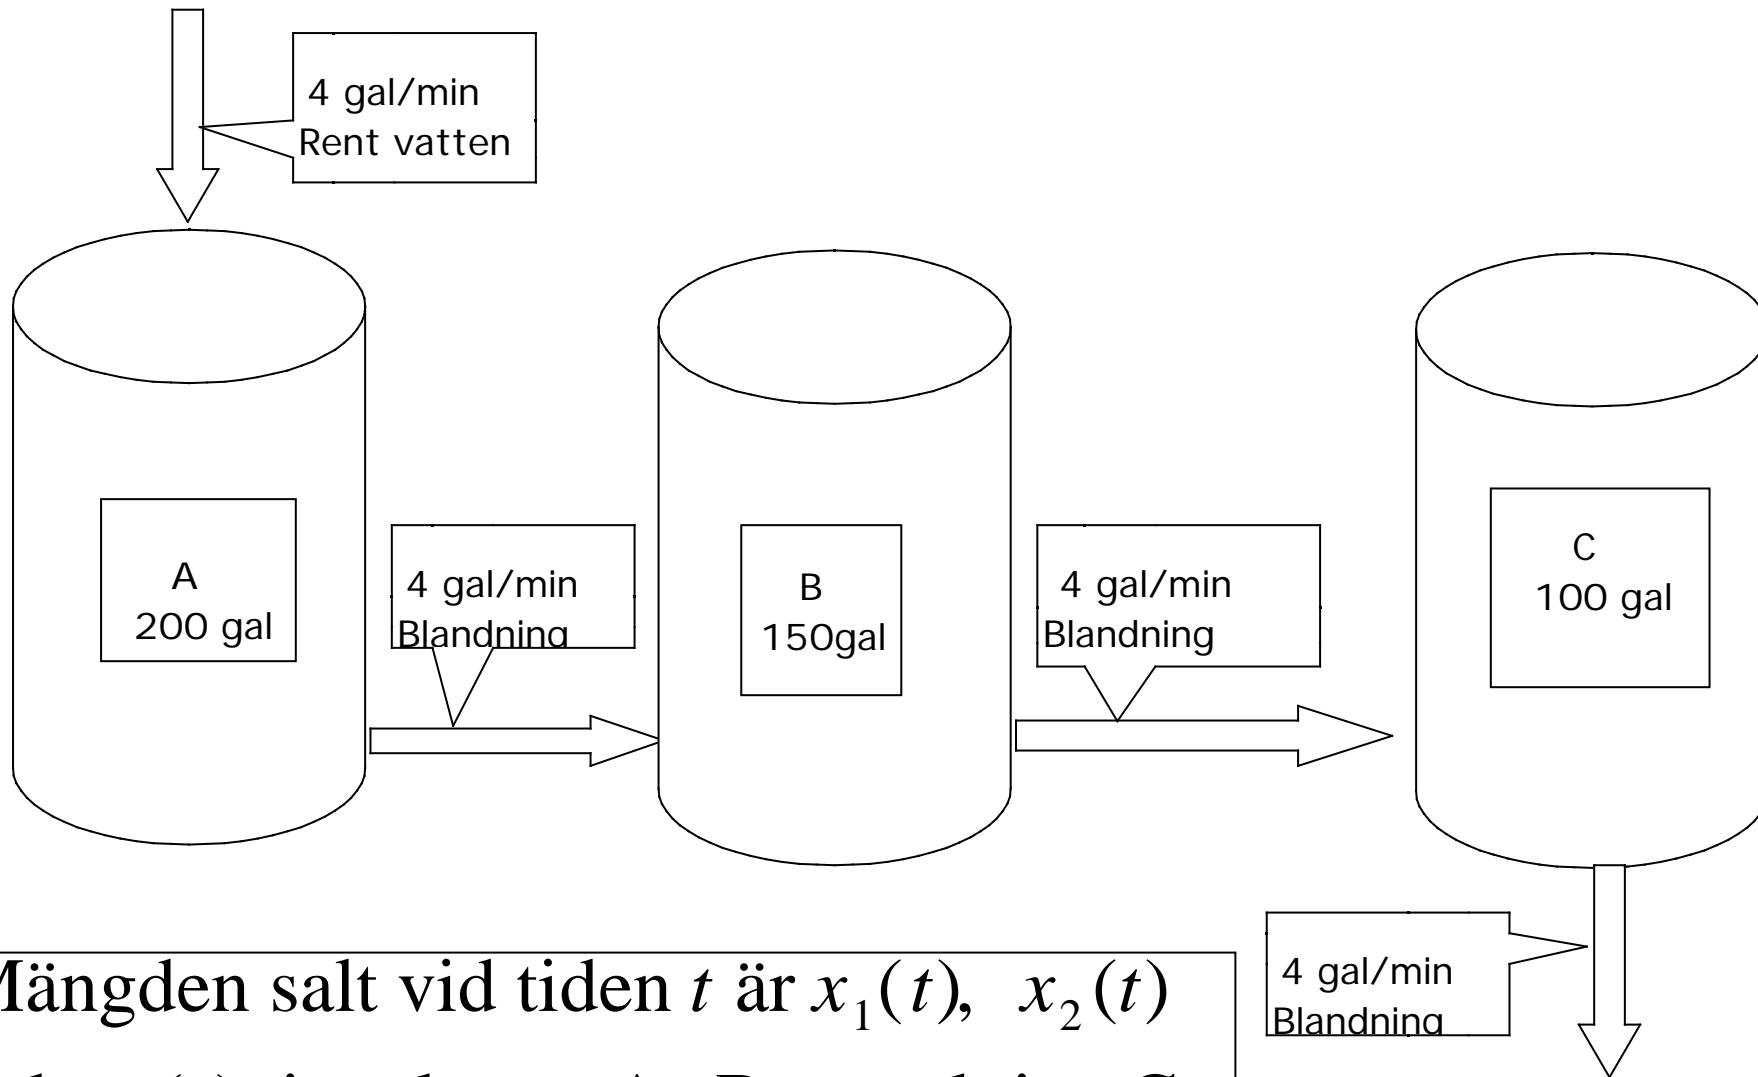 4 gal/min
Rent vatten
A
200 gal
4 gal/min
Blandning
B
150gal
4 gal/min
Blandning
C
100 gal
4 gal/min
Blandning
Mängden salt vid tiden t är x₁(t), x₂(t)